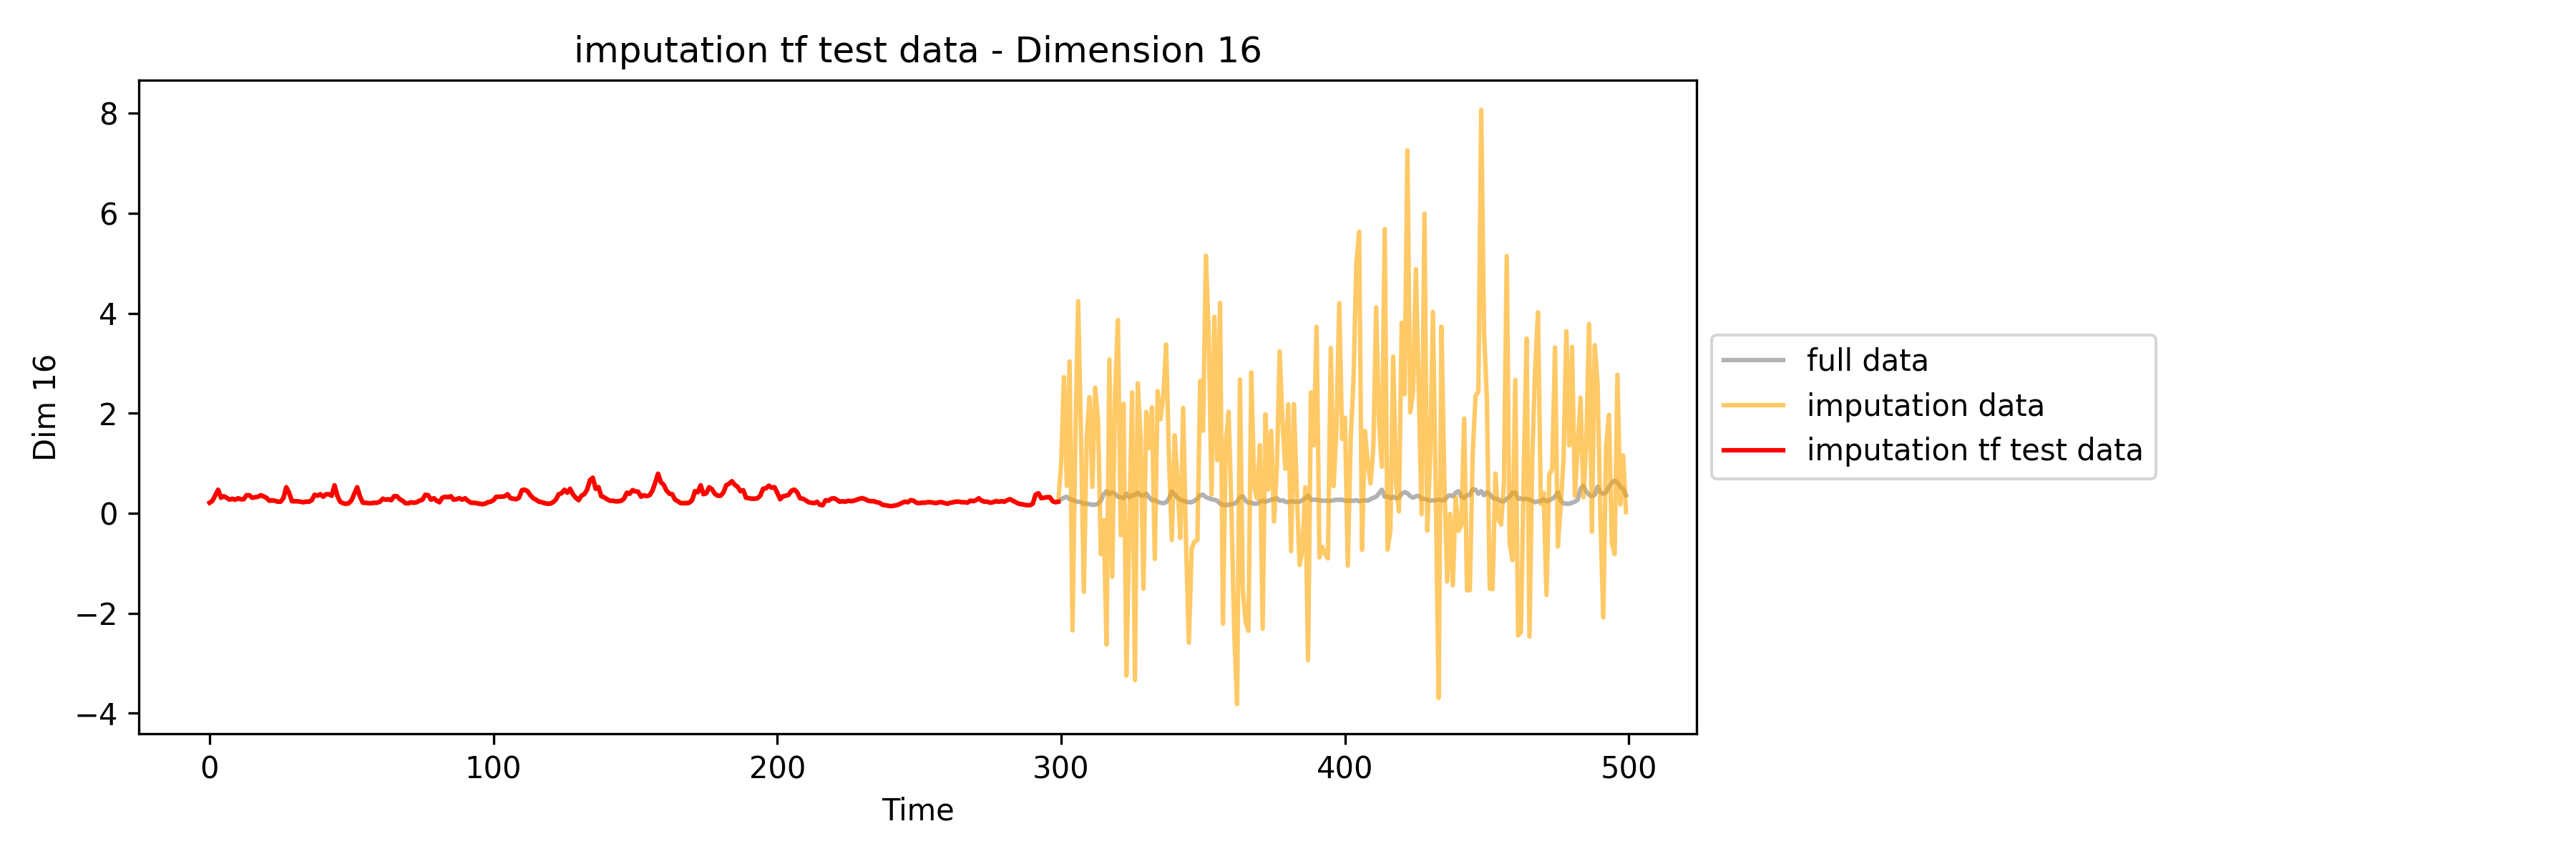 imputation tf test data - Dimension 16
8
6
4
2
0
−2
−4
Dim 16
0 100 200 300 400 500
Time
full data
imputation data
imputation tf test data